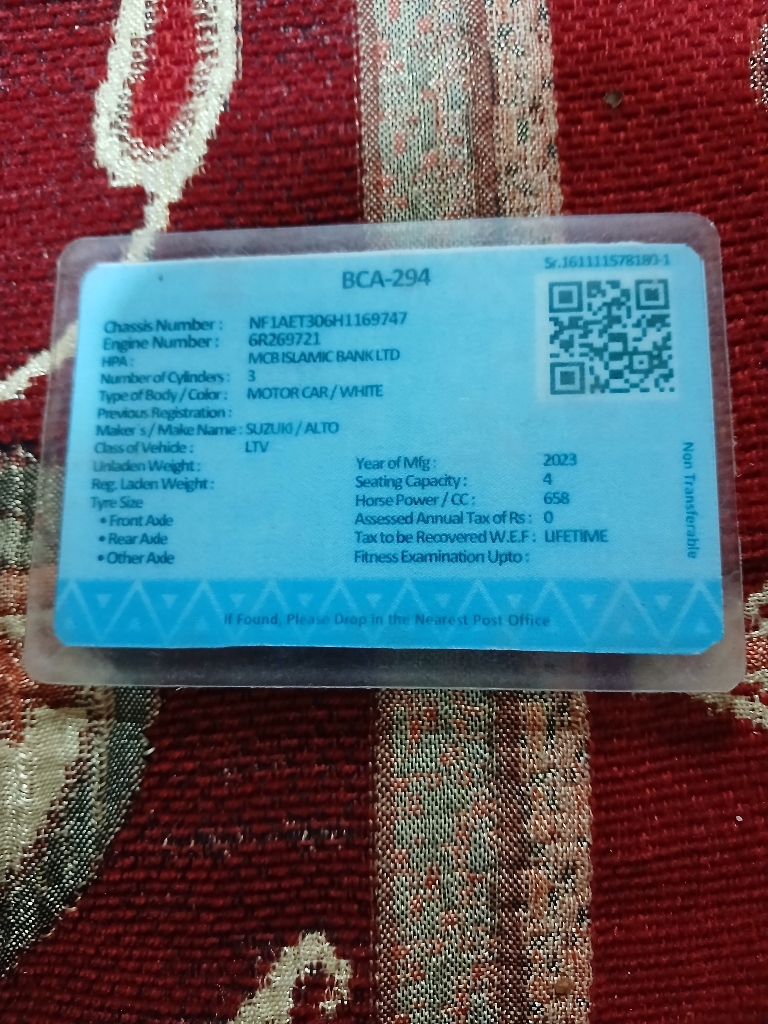 Sr.161111578180-1
BCA-294
Chassis Number : NF1AET306H1169747
Engine Number : 6R269721
HPA : MCB ISLAMIC BANK LTD
Number of Cylinders : 3
Type of Body / Color : MOTOR CAR / WHITE
Previous Registration :
Maker`s / Make Name : SUZUKI / ALTO
Class of Vehicle : LTV
Unladen Weight :
Reg. Laden Weight :
Tyre Size
• Front Axle
• Rear Axle
• Other Axle
Year of Mfg : 2023
Seating Capacity : 4
Horse Power / CC : 658
Assessed Annual Tax of Rs : 0
Tax to be Recovered W.E.F : LIFETIME
Fitness Examination Upto :
Non Transferable
If Found, Please Drop in the Nearest Post Office